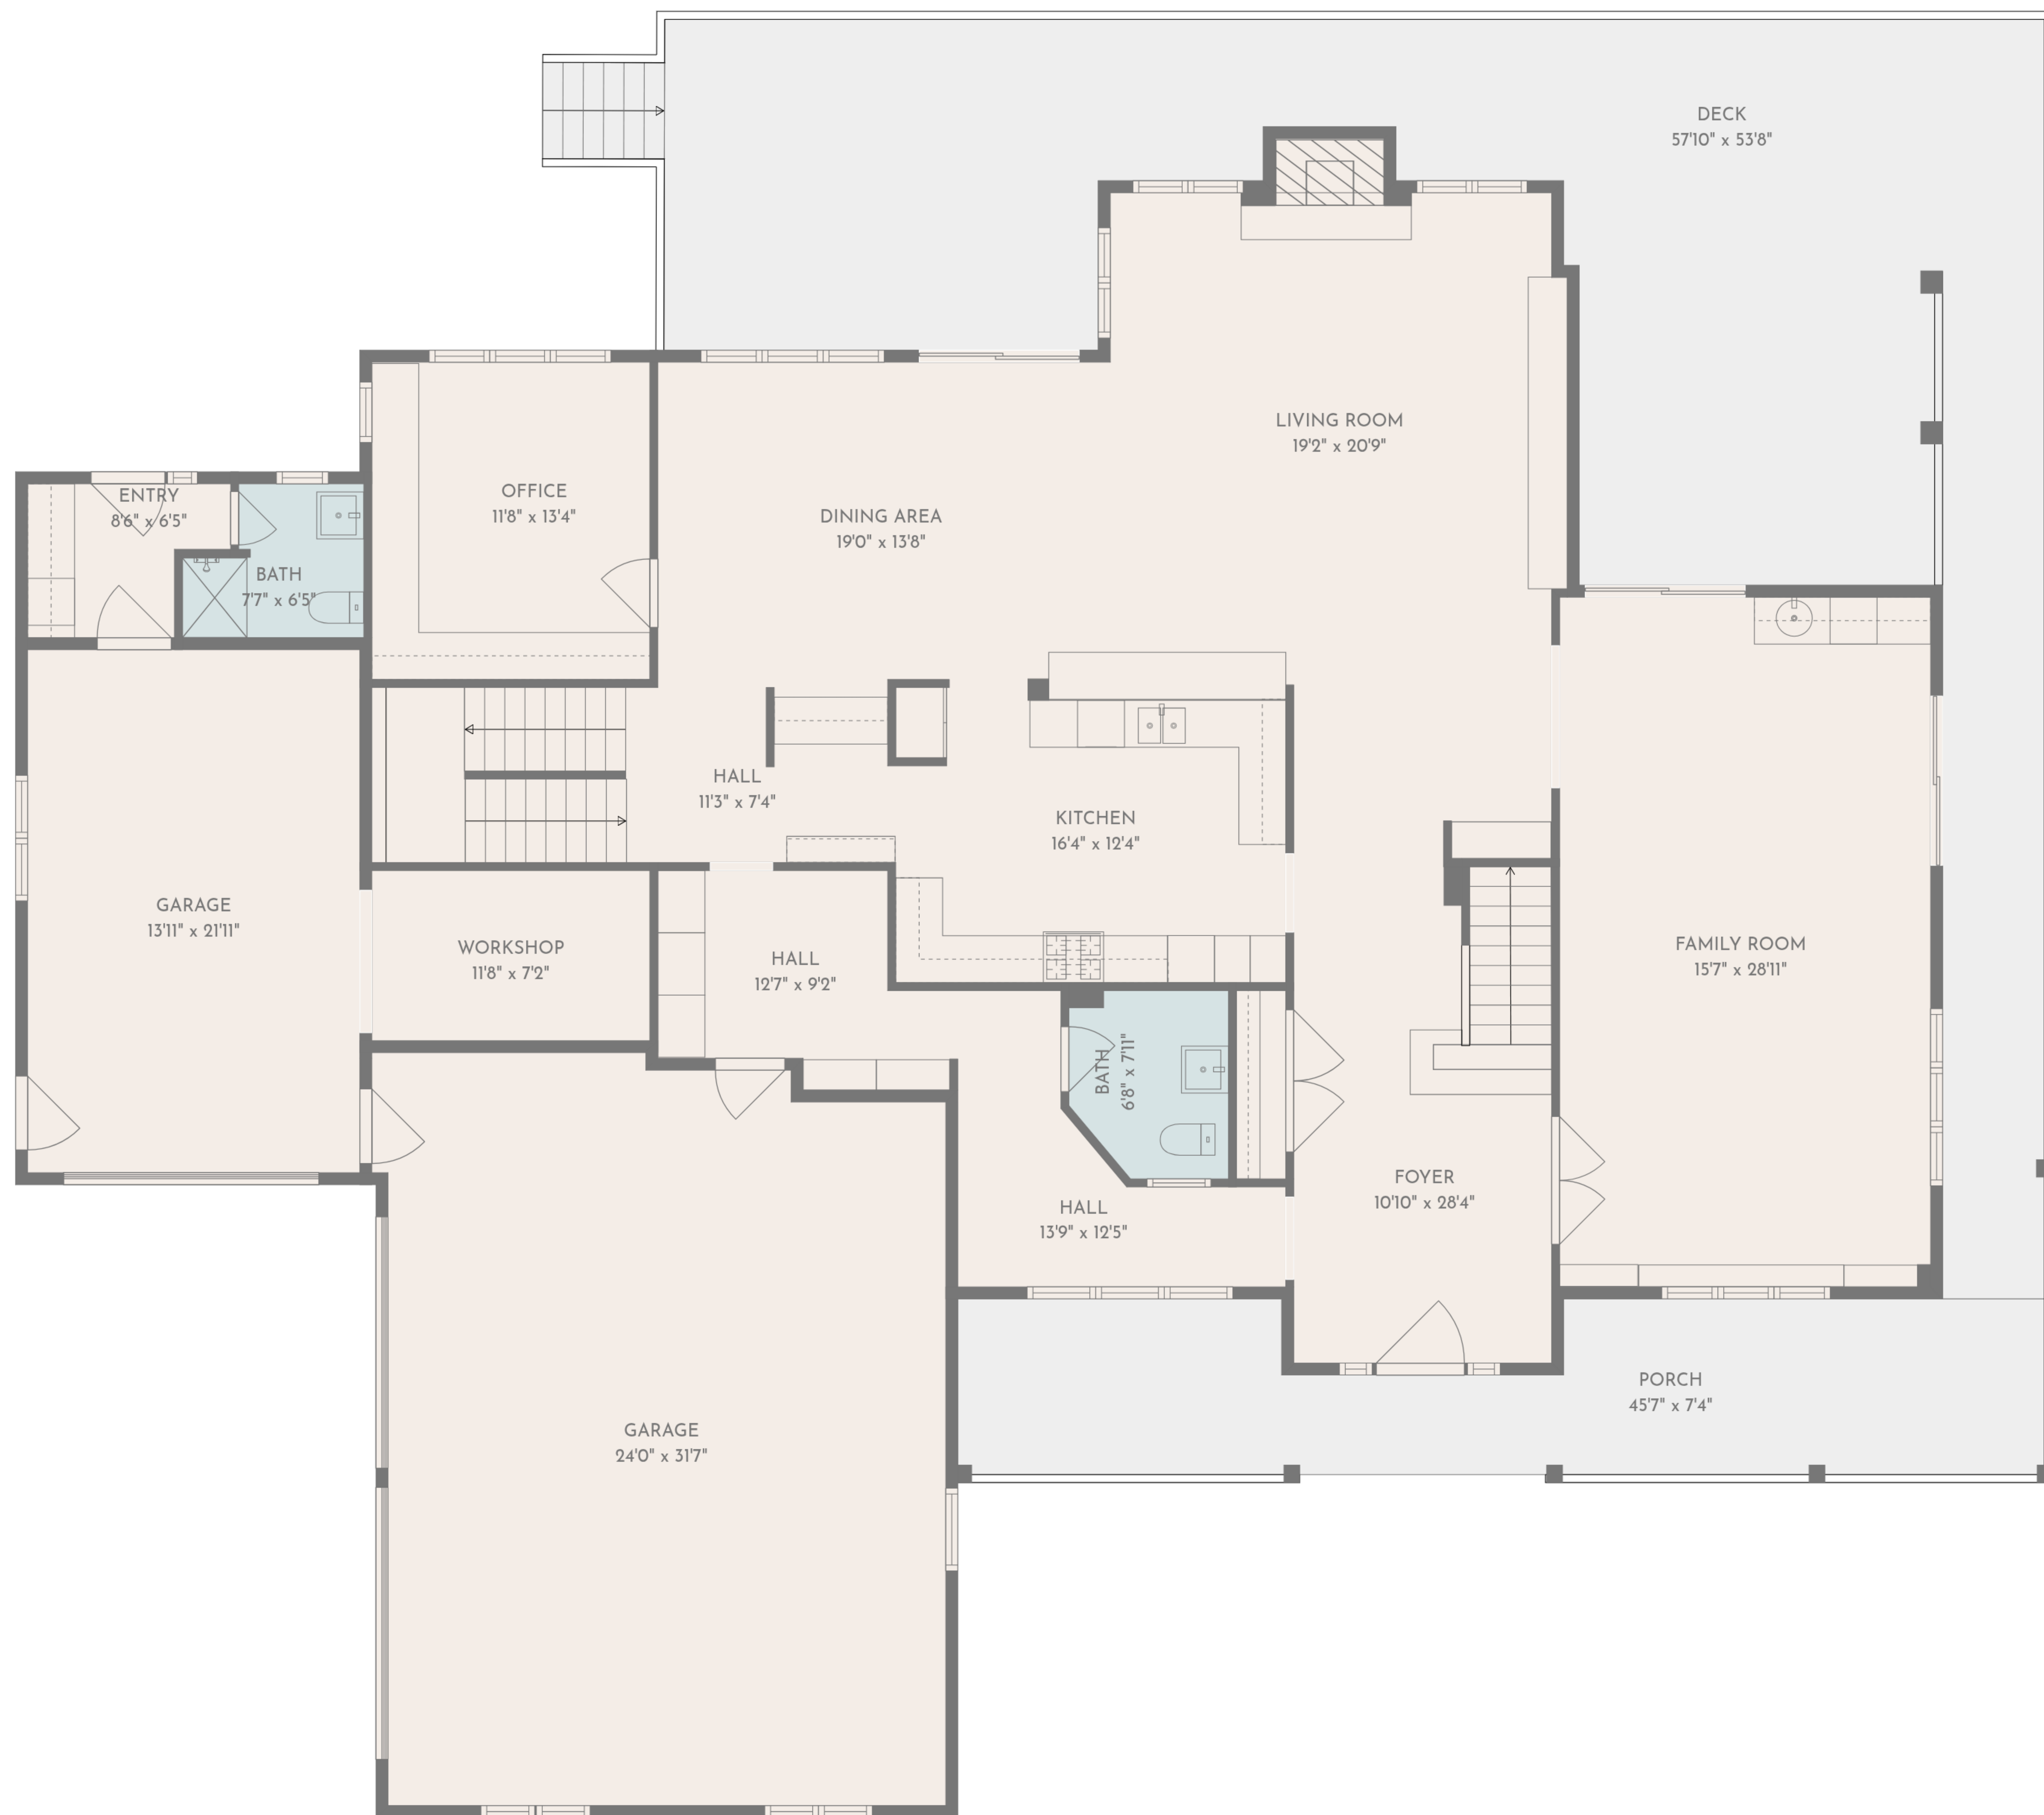 DECK
57'10" x 53'8"
LIVING ROOM
19'2" x 20'9"
ENTRY
8'6" x 6'5"
OFFICE
11'8" x 13'4"
DINING AREA
19'0" x 13'8"
BATH
7'7" x 6'5"
HALL
11'3" x 7'4"
KITCHEN
16'4" x 12'4"
GARAGE
13'11" x 21'11"
WORKSHOP
11'8" x 7'2"
HALL
12'7" x 9'2"
FAMILY ROOM
15'7" x 28'11"
BATH
6'8" x 7'11"
FOYER
10'10" x 28'4"
HALL
13'9" x 12'5"
PORCH
45'7" x 7'4"
GARAGE
24'0" x 31'7"